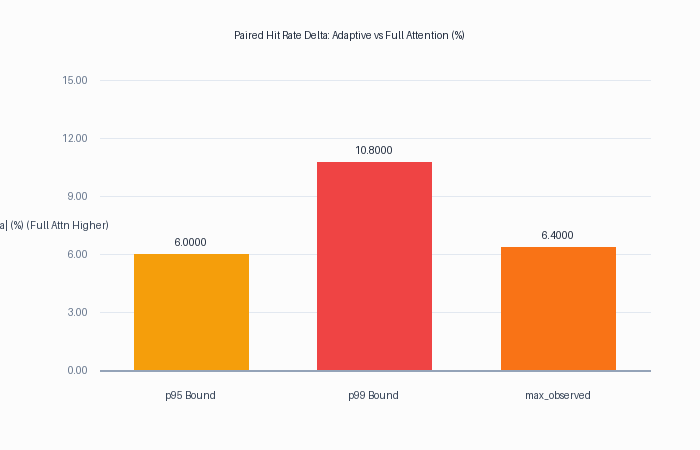 Paired Hit Rate Delta: Adaptive vs Full Attention (%)
15.00
12.00
10.8000
9.00
a| (%) (Full Attn Higher)
6.4000
6.0000
6.00
3.00
0.00
p95 Bound
p99 Bound
max_observed